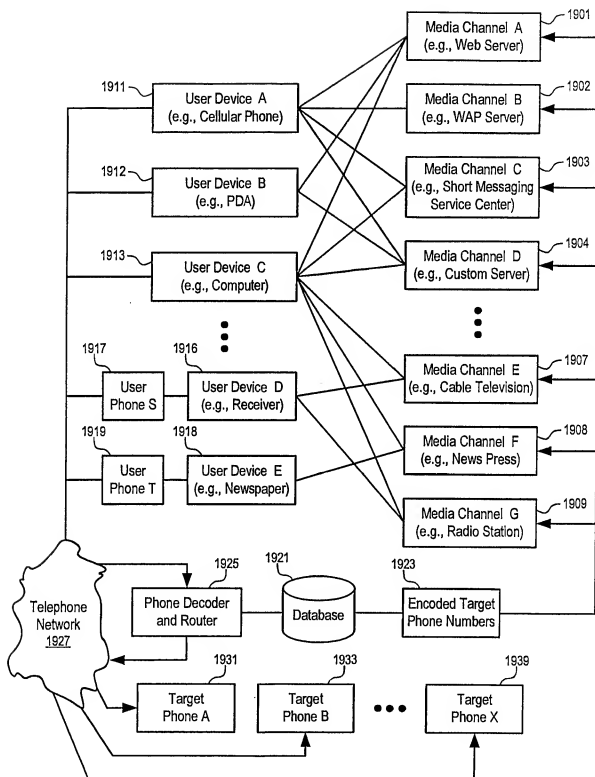 1901
Media Channel A
(e.g., Web Server)
1911
User Device A
(e.g., Cellular Phone)
1902
Media Channel B
(e.g., WAP Server)
1912
User Device B
(e.g., PDA)
1903
Media Channel C
(e.g., Short Messaging
Service Center)
1913
User Device C
(e.g., Computer)
1904
Media Channel D
(e.g., Custom Server)
1917
User
Phone S
1916
User Device D
(e.g., Receiver)
1907
Media Channel E
(e.g., Cable Television)
1919
User
Phone T
1918
User Device E
(e.g., Newspaper)
1908
Media Channel F
(e.g., News Press)
1909
Media Channel G
(e.g., Radio Station)
Telephone
Network
1927
1925
Phone Decoder
and Router
1921
Database
1923
Encoded Target
Phone Numbers
1931
Target
Phone A
1933
Target
Phone B
1939
Target
Phone X